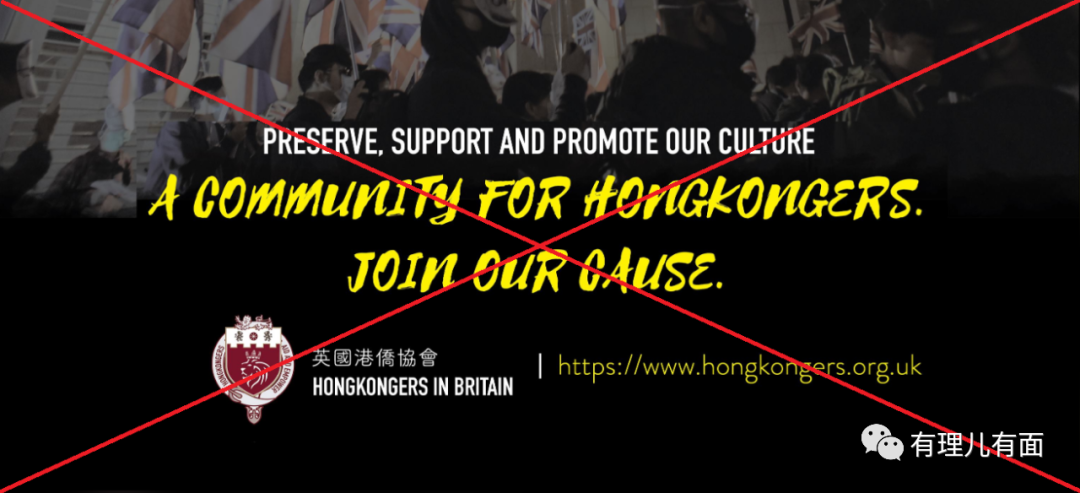 PRESERVE, SUPPORT AND PROMOTE OUR CULTURE
A COMMUNITY FOR HONGKONGERS.
JOIN OUR CAUSE.
英國港僑協會
HONGKONGERS IN BRITAIN
https://www.hongkongers.org.uk
有理儿有面